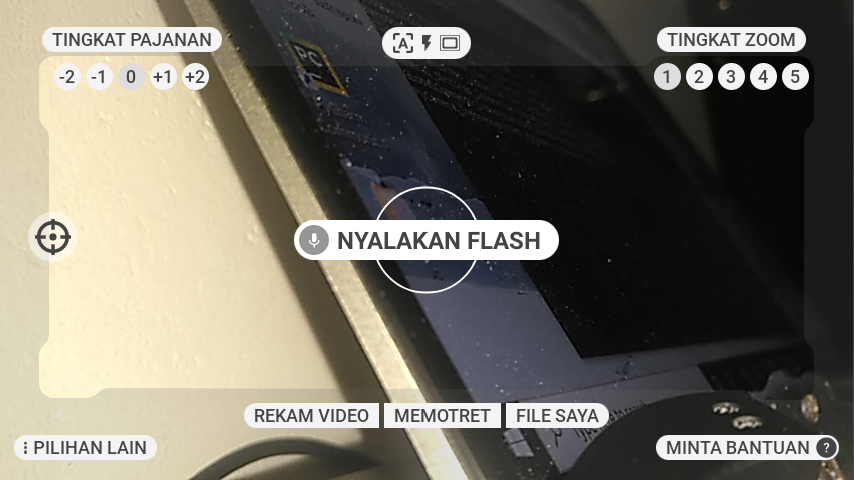 TINGKAT PAJANAN
TINGKAT ZOOM
-2 -1 0 +1 +2
1 2 3 4 5
PC
NYALAKAN FLASH
REKAM VIDEO MEMOTRET FILE SAYA
PILIHAN LAIN
MINTA BANTUAN ?